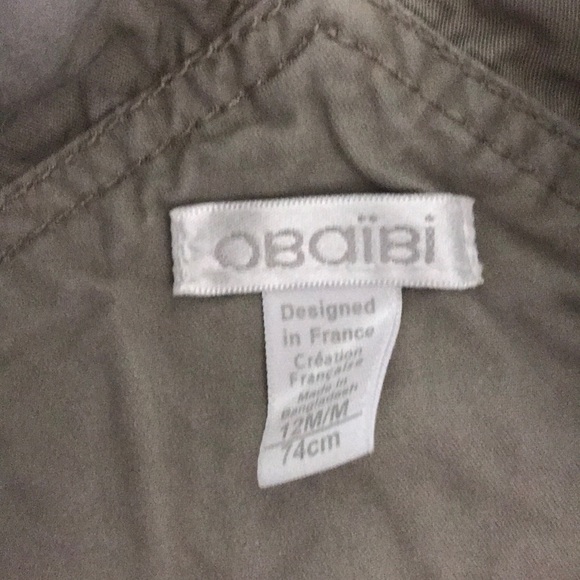 OBaïBi
Designed
in France
Création
Française
Made in
Bangladesh
12M/M
74cm